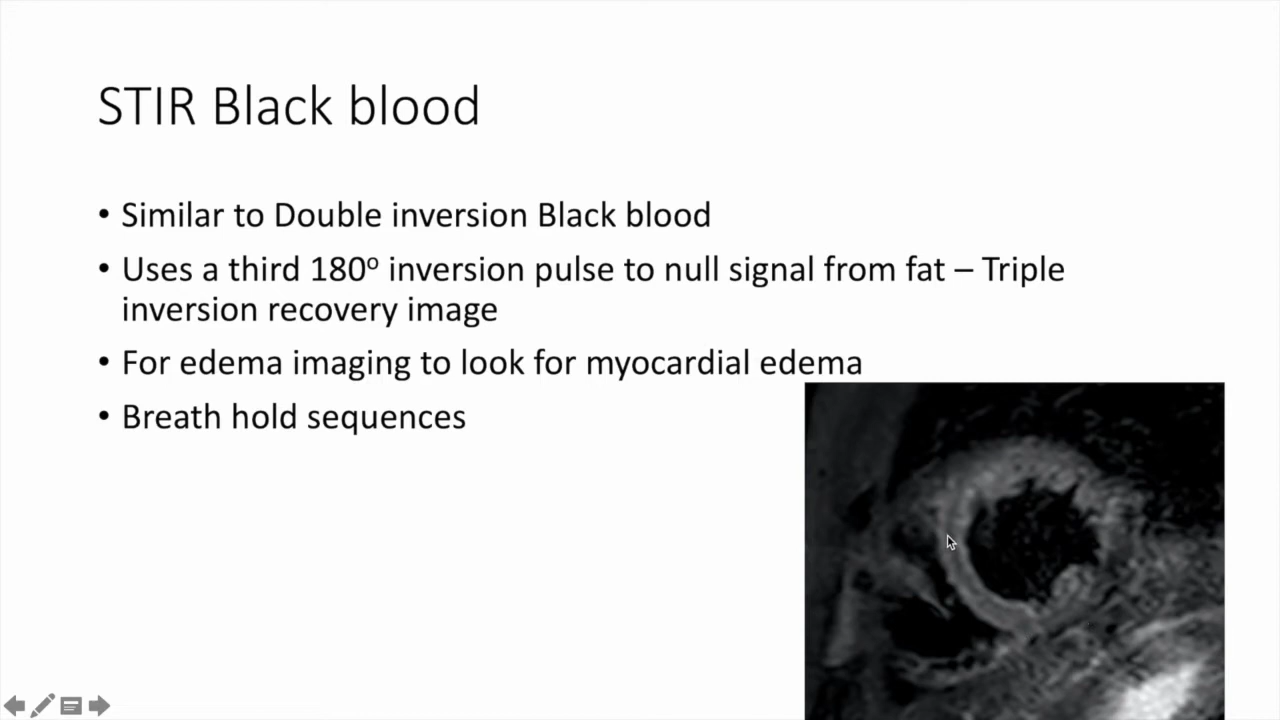 STIR Black blood
• Similar to Double inversion Black blood
• Uses a third 180º inversion pulse to null signal from fat – Triple
inversion recovery image
• For edema imaging to look for myocardial edema
• Breath hold sequences